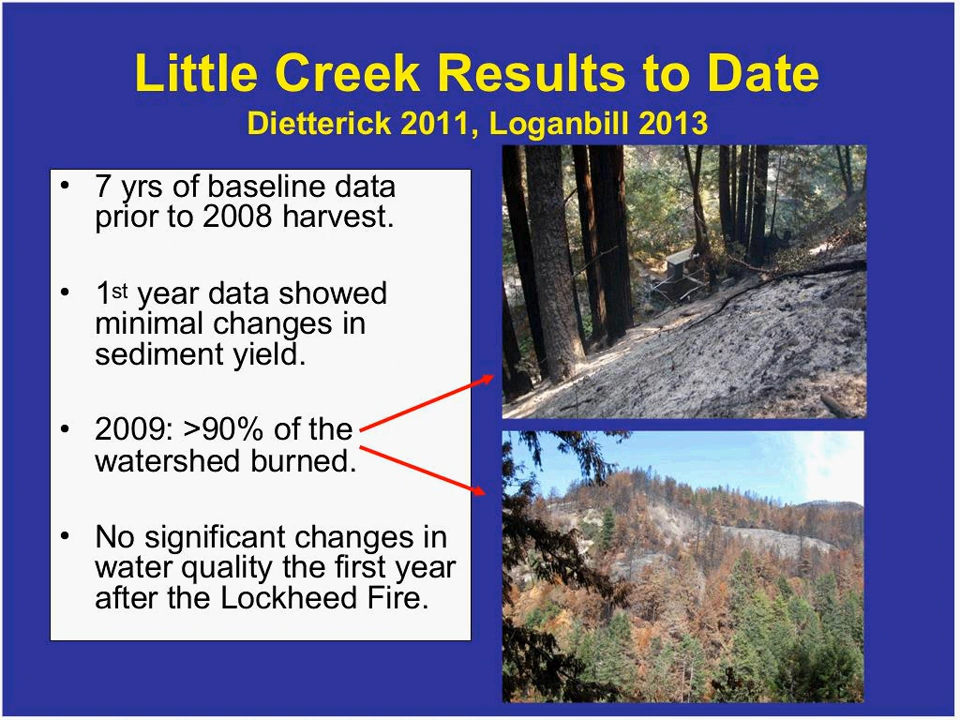 Little Creek Results to Date
Dietterick 2011, Loganbill 2013
• 7 yrs of baseline data
prior to 2008 harvest.
• 1st year data showed
minimal changes in
sediment yield.
• 2009: >90% of the
watershed burned.
• No significant changes in
water quality the first year
after the Lockheed Fire.